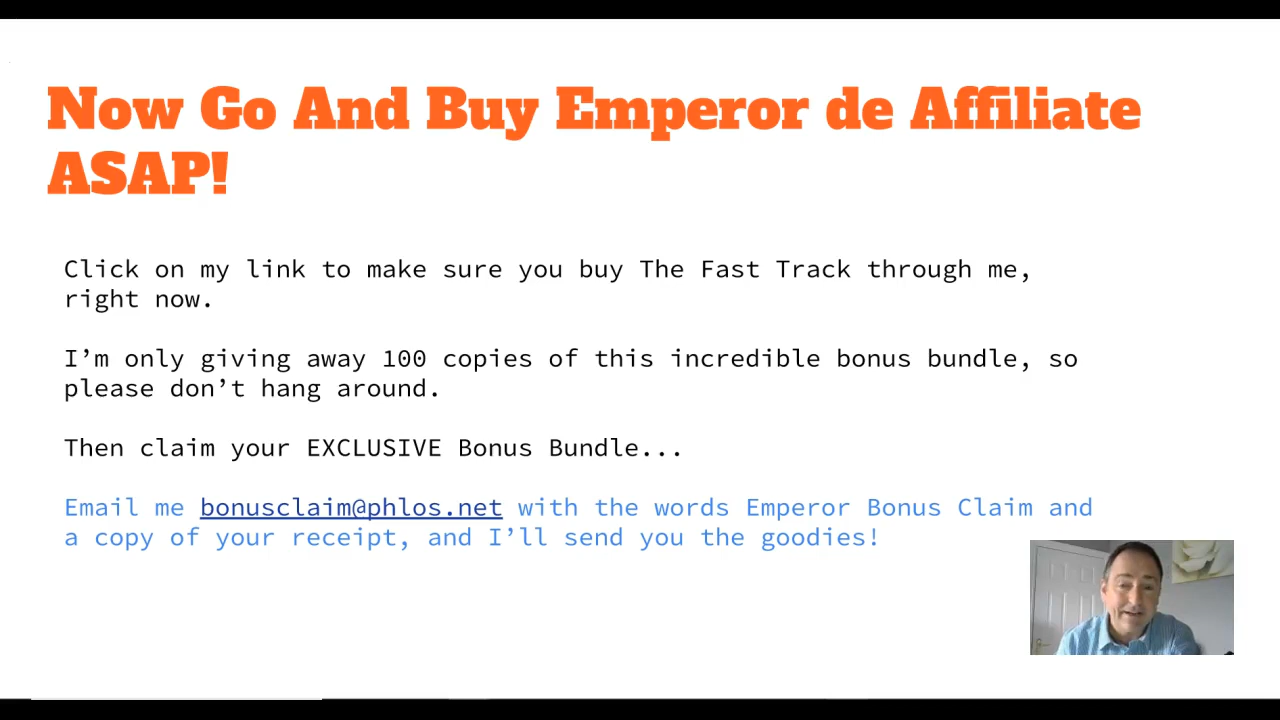 Now Go And Buy Emperor de Affiliate
ASAP!
Click on my link to make sure you buy The Fast Track through me,
right now.
I’m only giving away 100 copies of this incredible bonus bundle, so
please don’t hang around.
Then claim your EXCLUSIVE Bonus Bundle...
Email me bonusclaim@phlos.net with the words Emperor Bonus Claim and
a copy of your receipt, and I’ll send you the goodies!